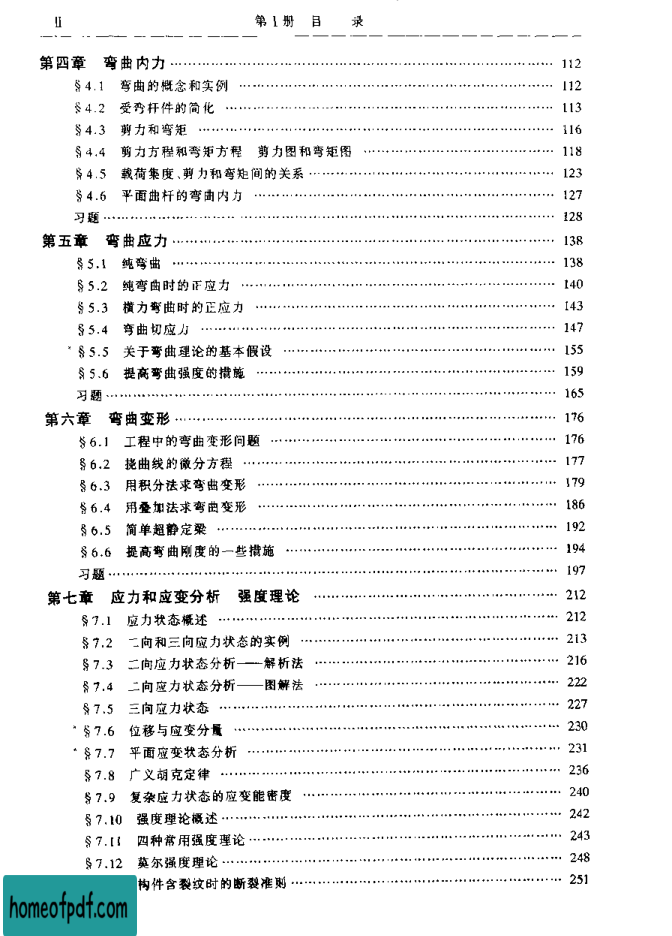 Ⅱ 第1册 目 录
第四章 弯曲内力 …… 112
§4.1 弯曲的概念和实例 …… 112
§4.2 受弯杆件的简化 …… 113
§4.3 剪力和弯矩 …… 116
§4.4 剪力方程和弯矩方程 剪力图和弯矩图 …… 118
§4.5 载荷集度、剪力和弯矩间的关系 …… 123
§4.6 平面曲杆的弯曲内力 …… 127
习题 …… 128
第五章 弯曲应力 …… 138
§5.1 纯弯曲 …… 138
§5.2 纯弯曲时的正应力 …… 140
§5.3 横力弯曲时的正应力 …… 143
§5.4 弯曲切应力 …… 147
*§5.5 关于弯曲理论的基本假设 …… 155
§5.6 提高弯曲强度的措施 …… 159
习题 …… 165
第六章 弯曲变形 …… 176
§6.1 工程中的弯曲变形问题 …… 176
§6.2 挠曲线的微分方程 …… 177
§6.3 用积分法求弯曲变形 …… 179
§6.4 用叠加法求弯曲变形 …… 186
§6.5 简单超静定梁 …… 192
§6.6 提高弯曲刚度的一些措施 …… 194
习题 …… 197
第七章 应力和应变分析 强度理论 …… 212
§7.1 应力状态概述 …… 212
§7.2 二向和三向应力状态的实例 …… 213
§7.3 二向应力状态分析——解析法 …… 216
§7.4 二向应力状态分析——图解法 …… 222
§7.5 三向应力状态 …… 227
*§7.6 位移与应变分量 …… 230
*§7.7 平面应变状态分析 …… 231
§7.8 广义胡克定律 …… 236
§7.9 复杂应力状态的应变能密度 …… 240
§7.10 强度理论概述 …… 242
§7.11 四种常用强度理论 …… 243
§7.12 莫尔强度理论 …… 248
构件含裂纹时的断裂准则 …… 251
homeofpdf.com